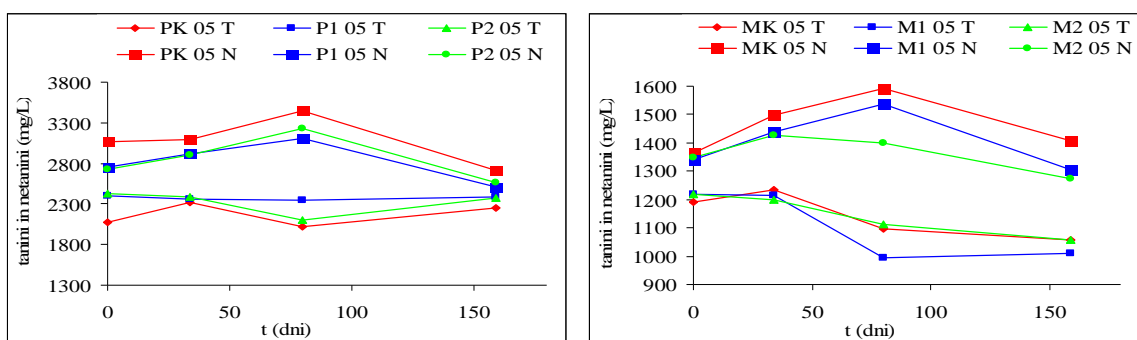 PK 05 T P1 05 T P2 05 T
PK 05 N P1 05 N P2 05 N
3800
3300
2800
2300
1800
1300
0 50 100 150
t (dni)
tanini in netanini (mg/L)
MK 05 T M1 05 T M2 05 T
MK 05 N M1 05 N M2 05 N
1600
1500
1400
1300
1200
1100
1000
900
0 50 100 150
t (dni)
tanini in netanini (mg/L)